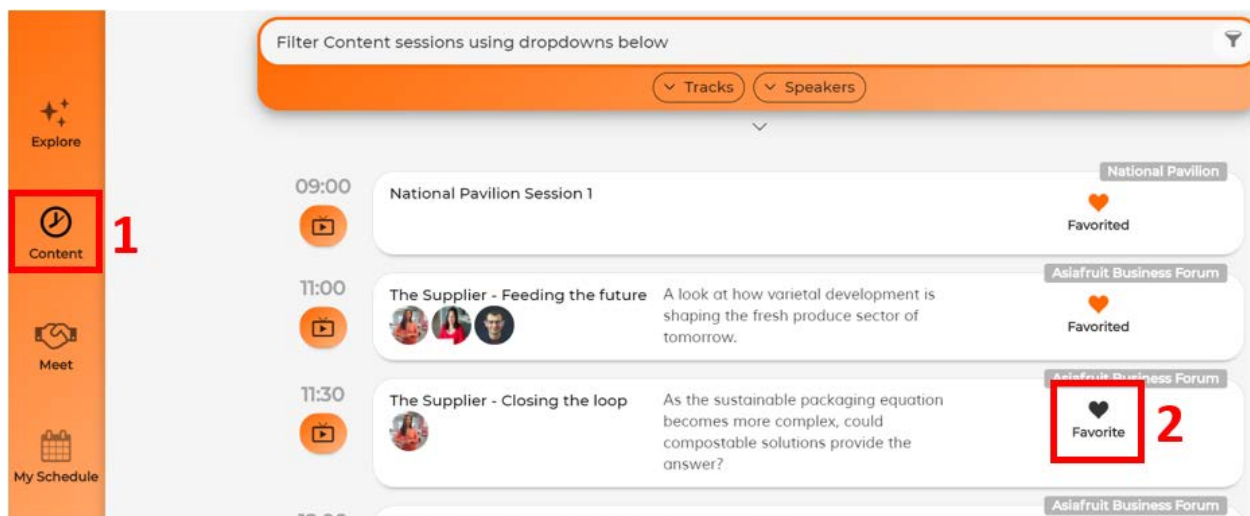 Filter Content sessions using dropdowns below
Tracks
Speakers
Explore
Content
1
Meet
My Schedule
09:00
National Pavilion Session 1
National Pavilion
Favorited
11:00
The Supplier - Feeding the future
A look at how varietal development is
shaping the fresh produce sector of
tomorrow.
Asiafruit Business Forum
Favorited
11:30
The Supplier - Closing the loop
As the sustainable packaging equation
becomes more complex, could
compostable solutions provide the
answer?
Asiafruit Business Forum
Favorite
2
Asiafruit Business Forum